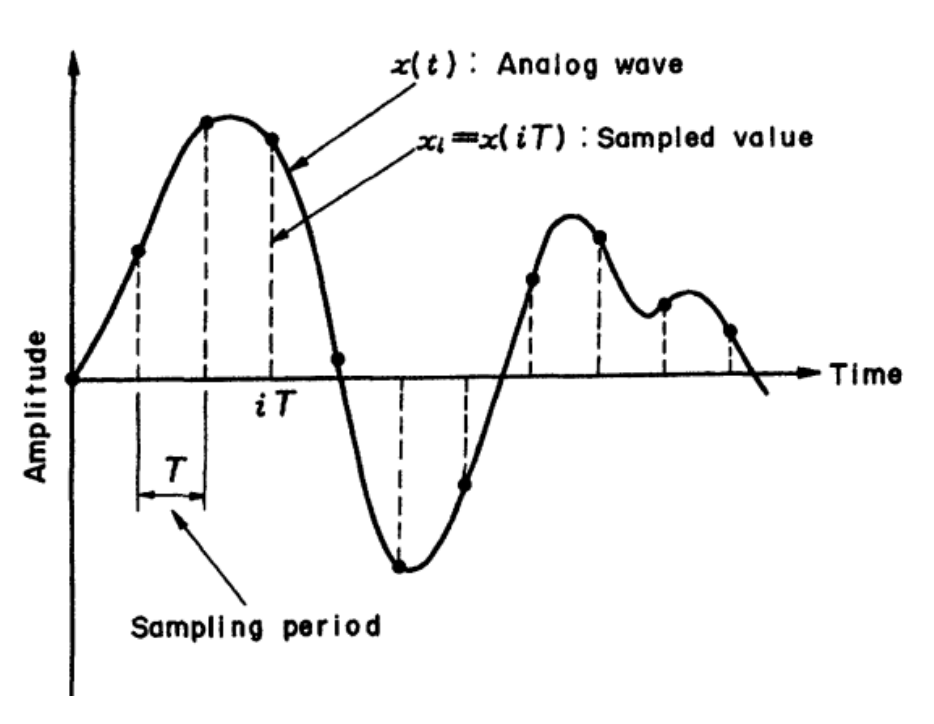 x(t) : Analog wave
xᵢ=x(iT) : Sampled value
Amplitude
Time
iT
T
Sampling period